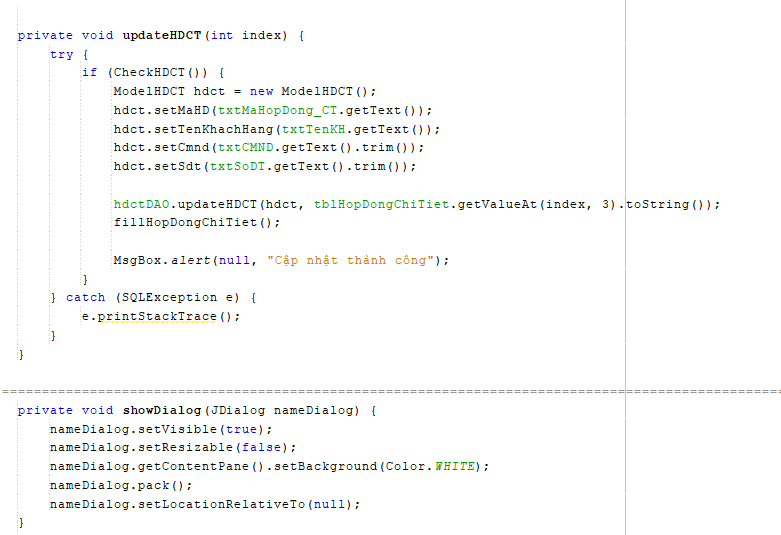 private void updateHDCT(int index) {
    try {
        if (CheckHDCT()) {
            ModelHDCT hdct = new ModelHDCT();
            hdct.setMaHD(txtMaHopDong_CT.getText());
            hdct.setTenKhachHang(txtTenKH.getText());
            hdct.setCmnd(txtCMND.getText().trim());
            hdct.setSdt(txtSoDT.getText().trim());

            hdctDAO.updateHDCT(hdct, tblHopDongChiTiet.getValueAt(index, 3).toString());
            fillHopDongChiTiet();

            MsgBox.alert(null, "Cập nhật thành công");
        }
    } catch (SQLException e) {
        e.printStackTrace();
    }
}

private void showDialog(JDialog nameDialog) {
    nameDialog.setVisible(true);
    nameDialog.setResizable(false);
    nameDialog.getContentPane().setBackground(Color.WHITE);
    nameDialog.pack();
    nameDialog.setLocationRelativeTo(null);
}